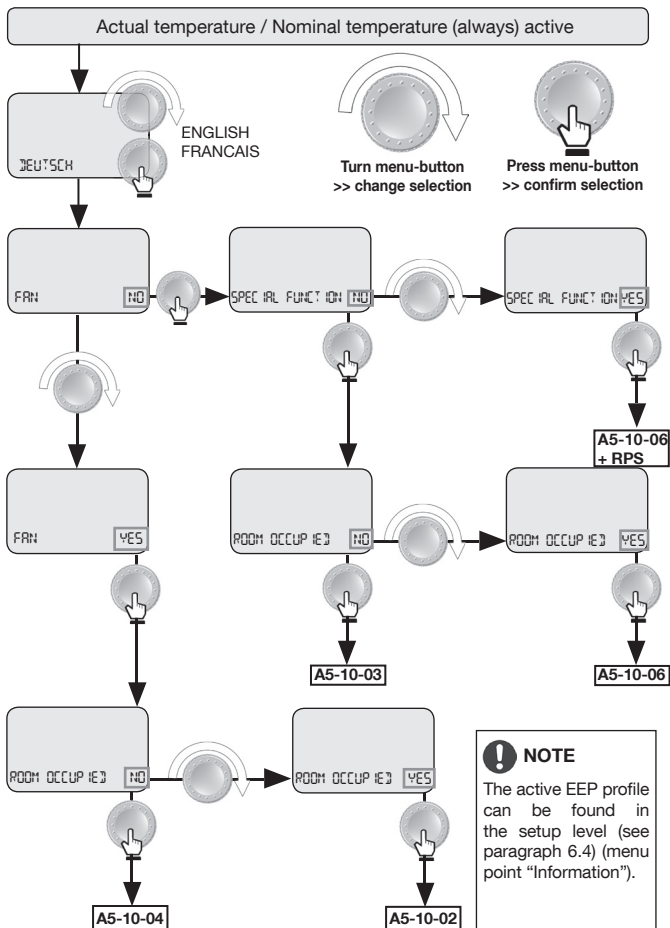 Actual temperature / Nominal temperature (always) active
DEUTSCH
ENGLISH
FRANCAIS
Turn menu-button
>> change selection
Press menu-button
>> confirm selection
FAN NO
SPECIAL FUNCTION NO
SPECIAL FUNCTION YES
A5-10-06
+ RPS
FAN YES
ROOM OCCUPIED NO
ROOM OCCUPIED YES
A5-10-03
A5-10-06
ROOM OCCUPIED NO
ROOM OCCUPIED YES
A5-10-04
A5-10-02
! NOTE
The active EEP profile
can be found in
the setup level (see
paragraph 6.4) (menu
point “Information”).